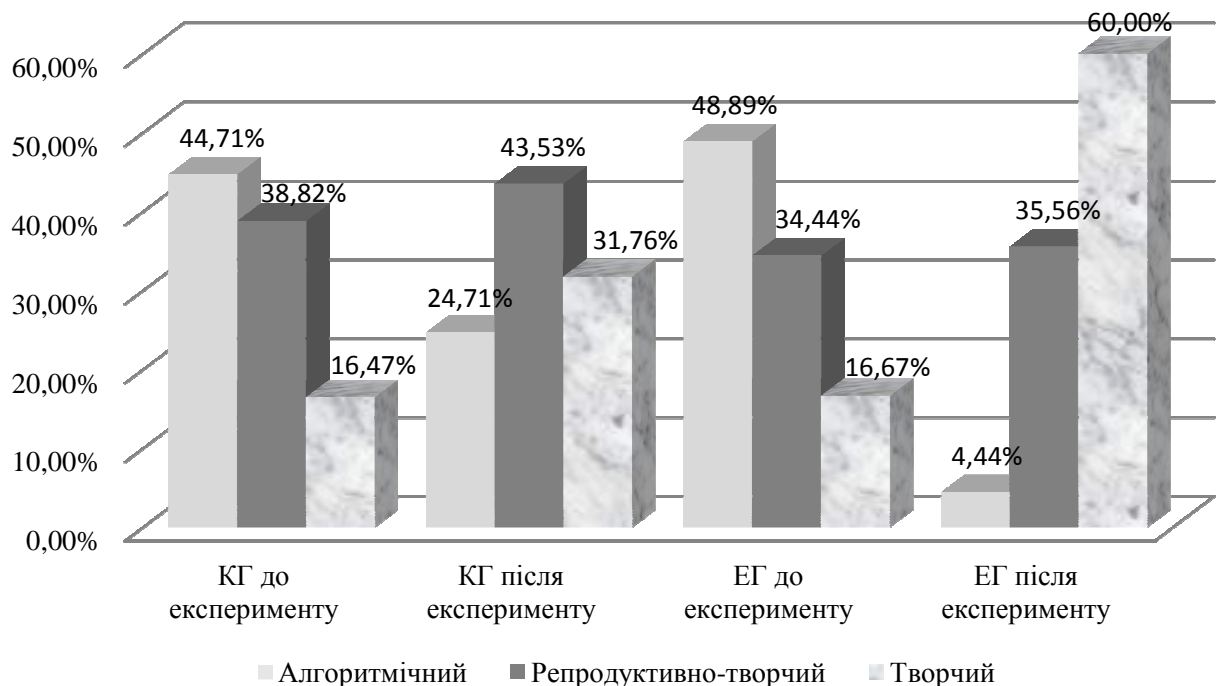 60,00%
50,00%
40,00%
30,00%
20,00%
10,00%
0,00%
44,71%
38,82%
16,47%
24,71%
43,53%
31,76%
48,89%
34,44%
16,67%
4,44%
35,56%
60,00%
КГ до
експерименту
КГ після
експерименту
ЕГ до
експерименту
ЕГ після
експерименту
Алгоритмічний
Репродуктивно-творчий
Творчий